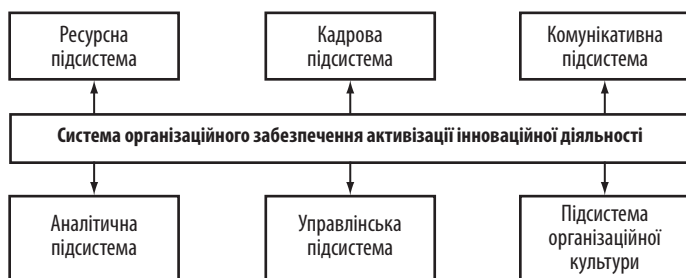 Ресурсна
підсистема
Кадрова
підсистема
Комунікативна
підсистема
Система організаційного забезпечення активізації інноваційної діяльності
Аналітична
підсистема
Управлінська
підсистема
Підсистема
організаційної
культури